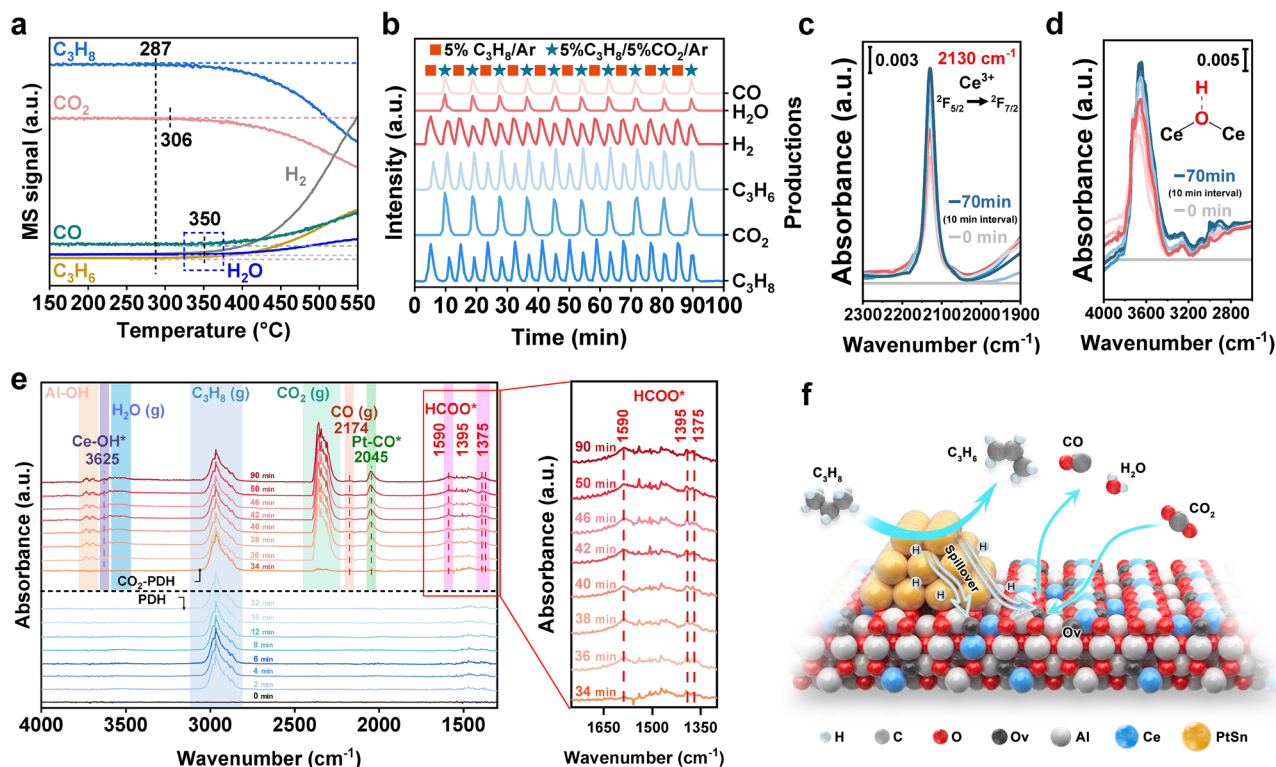 a
C₃H₈
287
CO₂
306
H₂
350
CO
H₂O
C₃H₆
MS signal (a.u.)
150 250 350 450 550
Temperature (°C)
b
5% C₃H₈/Ar ★5%C₃H₈/5%CO₂/Ar
CO
H₂O
H₂
C₃H₆
CO₂
C₃H₈
Intensity (a.u.)
Productions
0 10 20 30 40 50 60 70 80 90 100
Time (min)
c
0.003
2130 cm⁻¹
Ce³⁺
²F₅/₂ → ²F₇/₂
70min
(10 min interval)
0 min
Absorbance (a.u.)
2300 2200 2100 2000 1900
Wavenumber (cm⁻¹)
d
0.005
H
O
Ce Ce
70min
(10 min interval)
0 min
Absorbance (a.u.)
4000 3600 3200 2800
Wavenumber (cm⁻¹)
e
Al-OH
H₂O (g)
Ce-OH*
3625
C₃H₈ (g)
CO₂ (g)
CO (g)
2174
Pt-CO*
2045
HCOO*
1590
1395
1375
90 min
50 min
46 min
42 min
40 min
38 min
36 min
34 min
CO₂-PDH
PDH
32 min
16 min
12 min
8 min
6 min
4 min
2 min
0 min
Absorbance (a.u.)
4000 3500 3000 2500 2000 1500
Wavenumber (cm⁻¹)
HCOO*
1590
1395
1375
90 min
50 min
46 min
42 min
40 min
38 min
36 min
34 min
Absorbance (a.u.)
1650 1500 1350
Wavenumber (cm⁻¹)
f
C₃H₈
C₃H₆
CO
H₂O
CO₂
H
H
H
H
H
Spillover
Ov
H C O Ov Al Ce PtSn